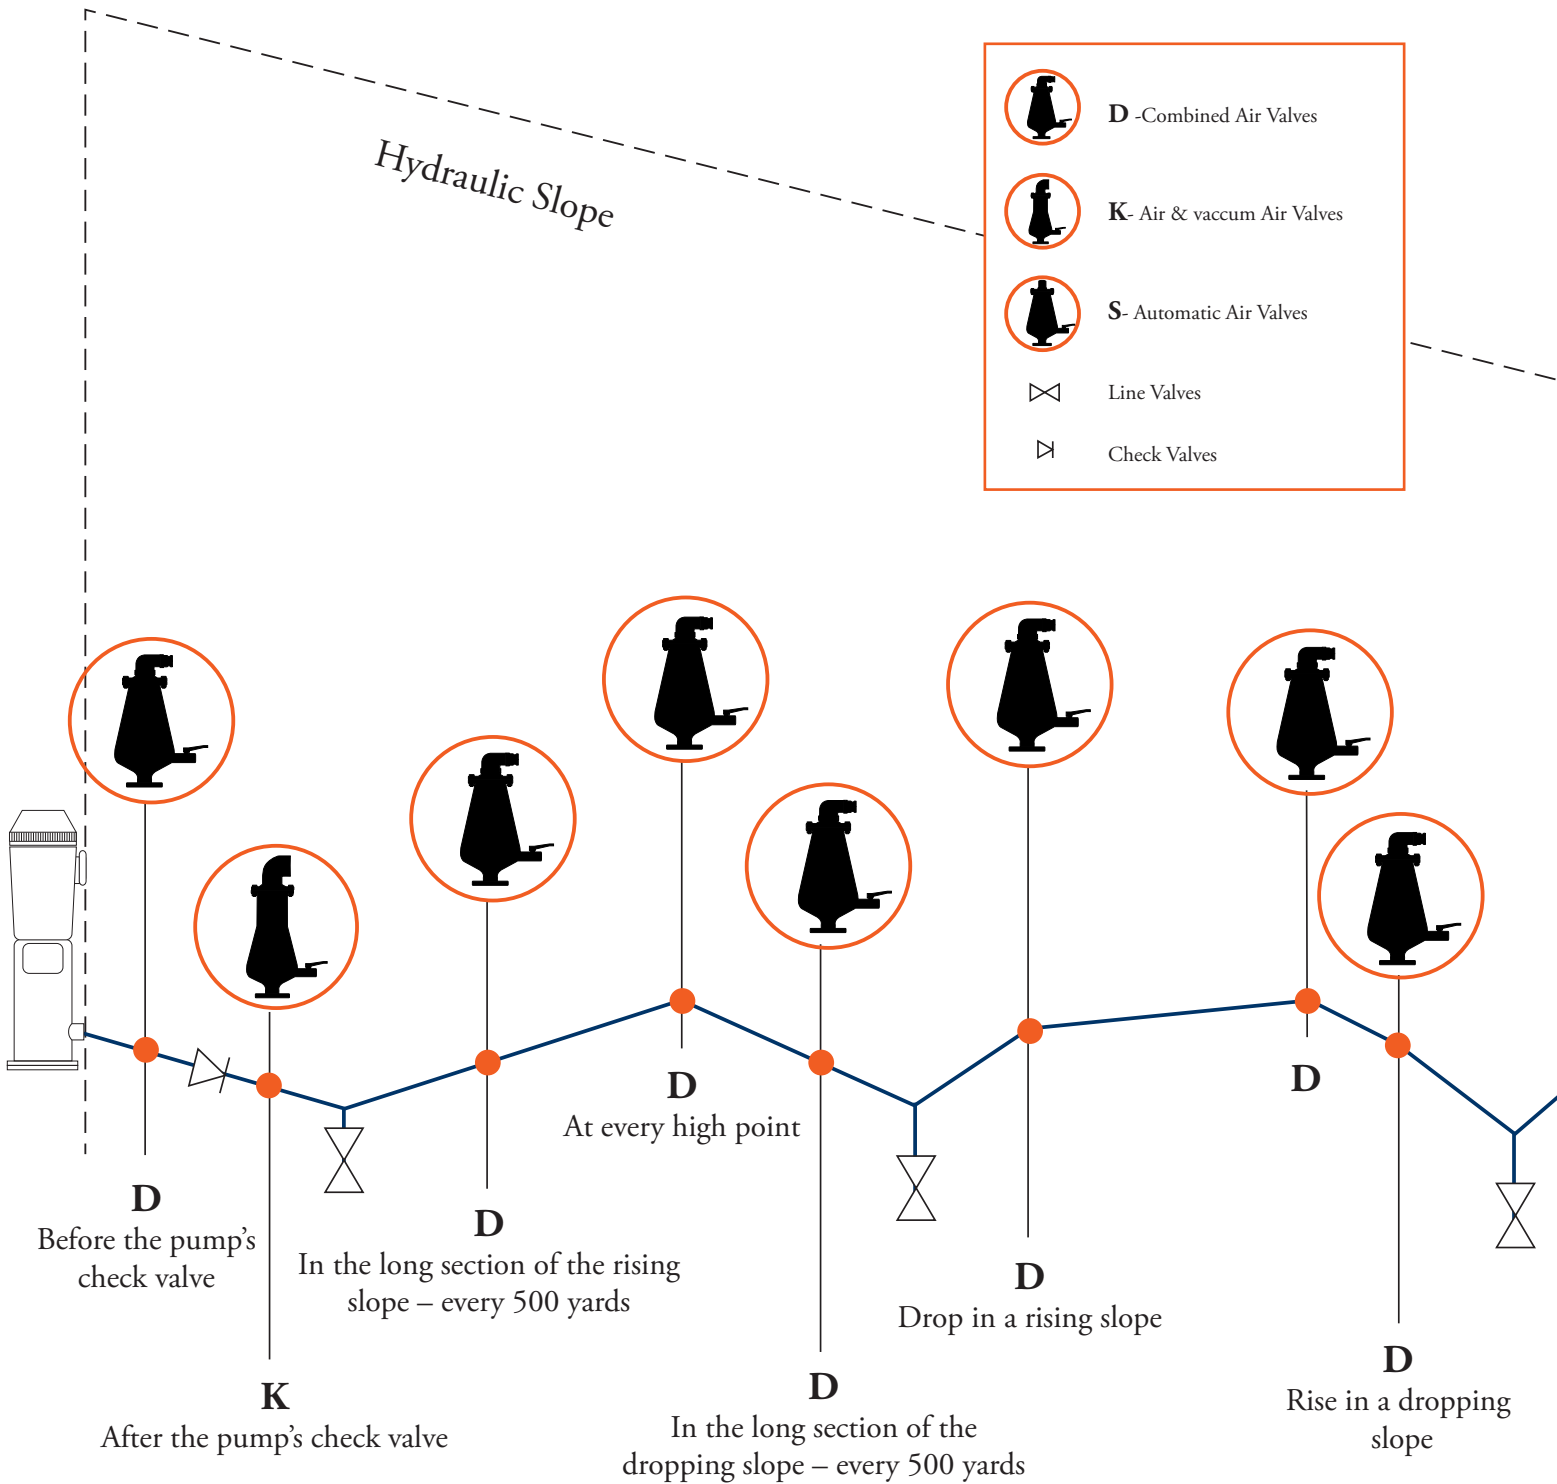 Hydraulic Slope
D -Combined Air Valves
K- Air & vaccum Air Valves
S- Automatic Air Valves
Line Valves
Check Valves
D
Before the pump’s
check valve
K
After the pump’s check valve
D
In the long section of the rising
slope – every 500 yards
D
At every high point
D
In the long section of the
dropping slope – every 500 yards
D
Drop in a rising slope
D
D
Rise in a dropping
slope